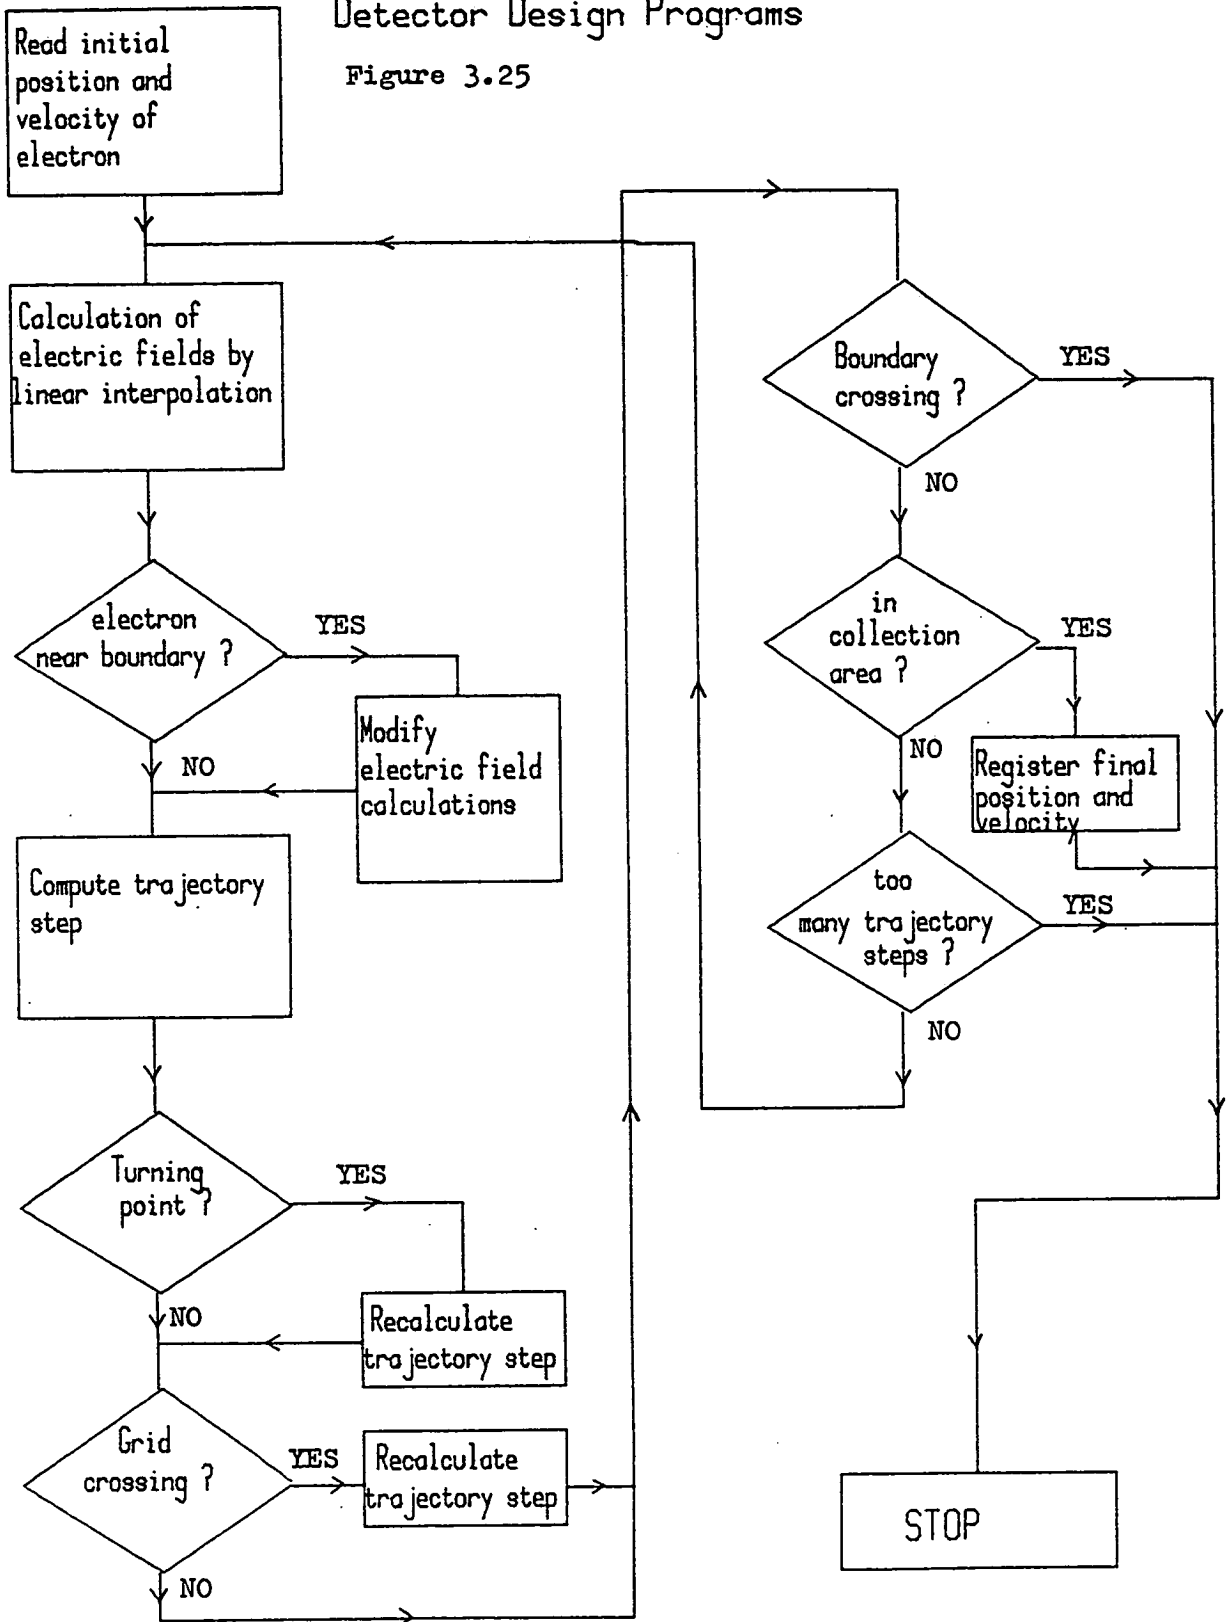 Detector Design Programs
Figure 3.25
Read initial
position and
velocity of
electron
Calculation of
electric fields by
linear interpolation
electron
near boundary ?
YES
NO
Modify
electric field
calculations
Compute trajectory
step
Turning
point ?
YES
NO
Recalculate
trajectory step
Grid
crossing ?
YES
Recalculate
trajectory step
NO
Boundary
crossing ?
YES
NO
in
collection
area ?
YES
NO
Register final
position and
velocity
too
many trajectory
steps ?
YES
NO
STOP